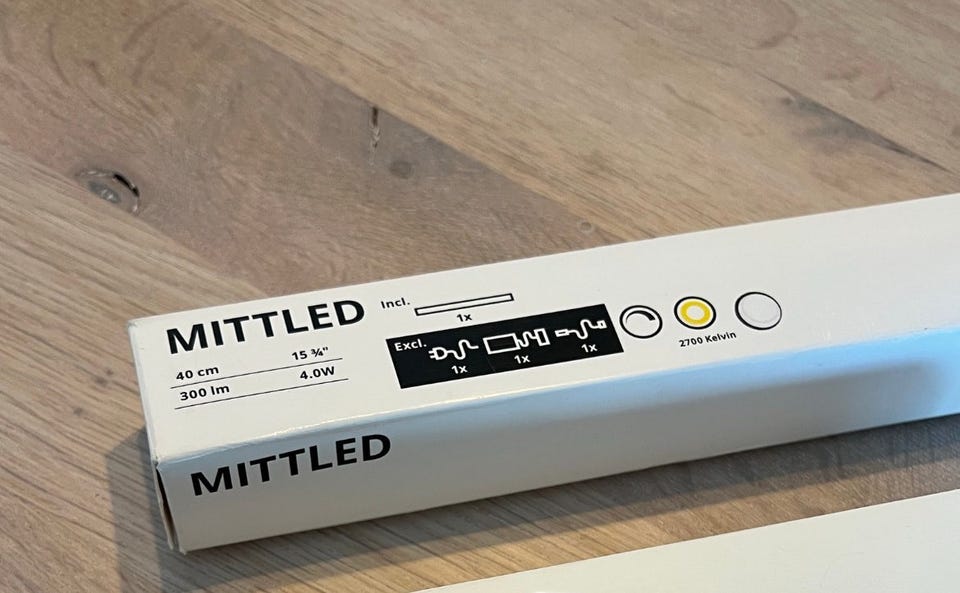 MITTLED
40 cm 15 ¾"
300 lm 4.0W
Incl.
1x
Excl.
1x 1x 1x
2700 Kelvin
MITTLED